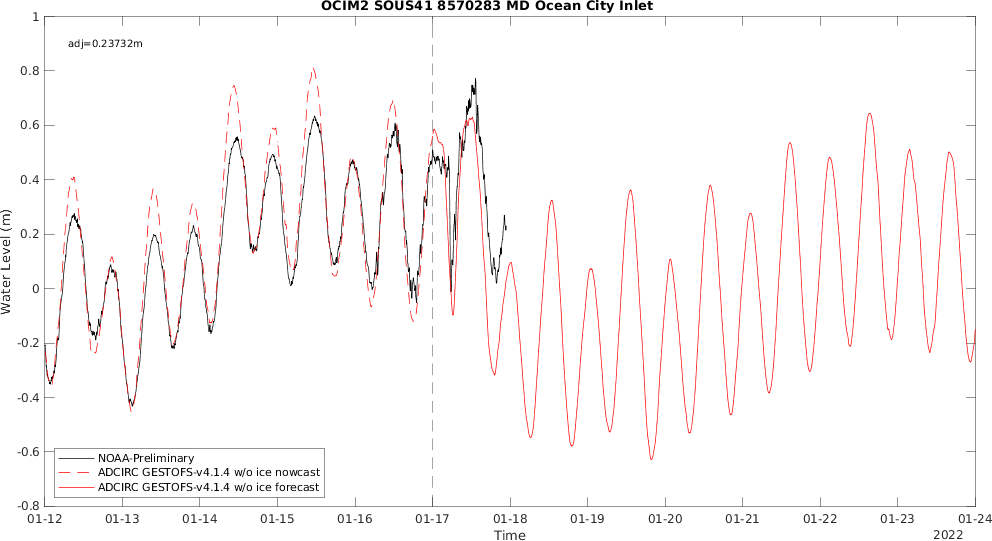 OCIM2 SOUS41 8570283 MD Ocean City Inlet
adj=0.23732m
1
0.8
0.6
0.4
0.2
0
-0.2
-0.4
-0.6
-0.8
Water Level (m)
NOAA-Preliminary
ADCIRC GESTOFS-v4.1.4 w/o ice nowcast
ADCIRC GESTOFS-v4.1.4 w/o ice forecast
01-12 01-13 01-14 01-15 01-16 01-17 01-18 01-19 01-20 01-21 01-22 01-23 01-24
Time
2022